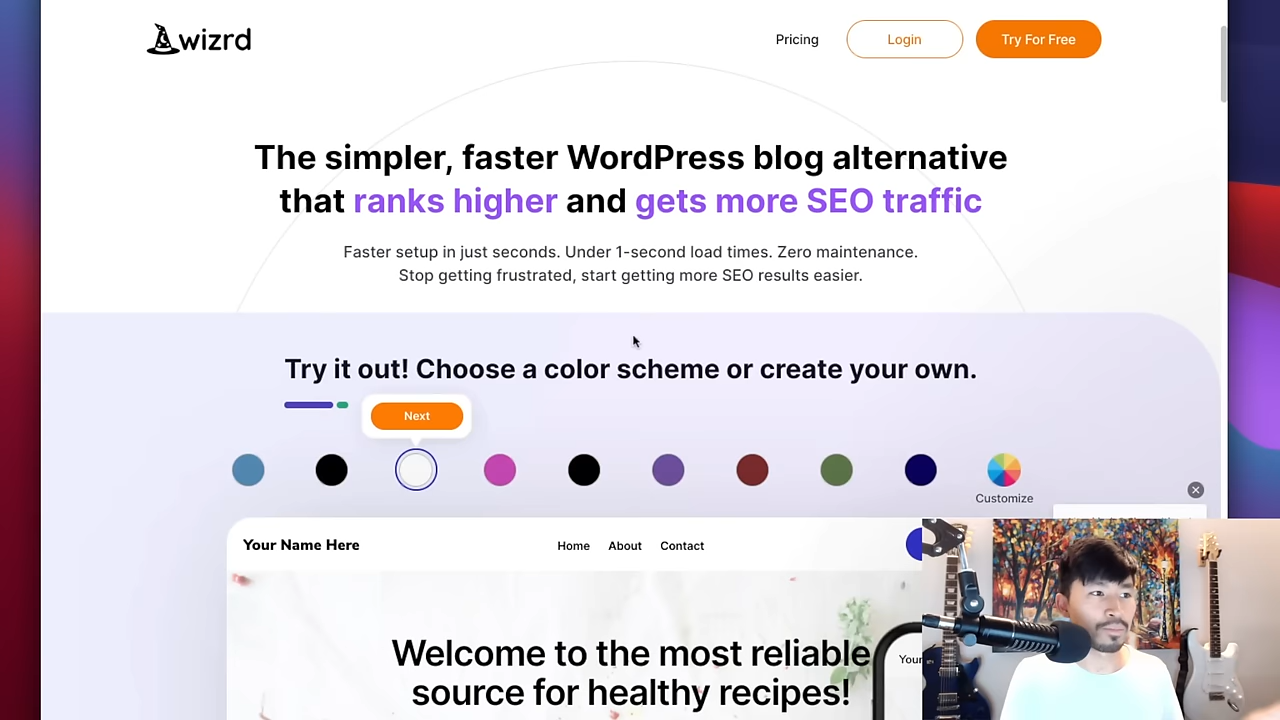 wizrd
Pricing
Login
Try For Free
The simpler, faster WordPress blog alternative
that ranks higher and gets more SEO traffic
Faster setup in just seconds. Under 1-second load times. Zero maintenance.
Stop getting frustrated, start getting more SEO results easier.
Try it out! Choose a color scheme or create your own.
Next
Customize
Your Name Here
Home
About
Contact
Welcome to the most reliable
source for healthy recipes!